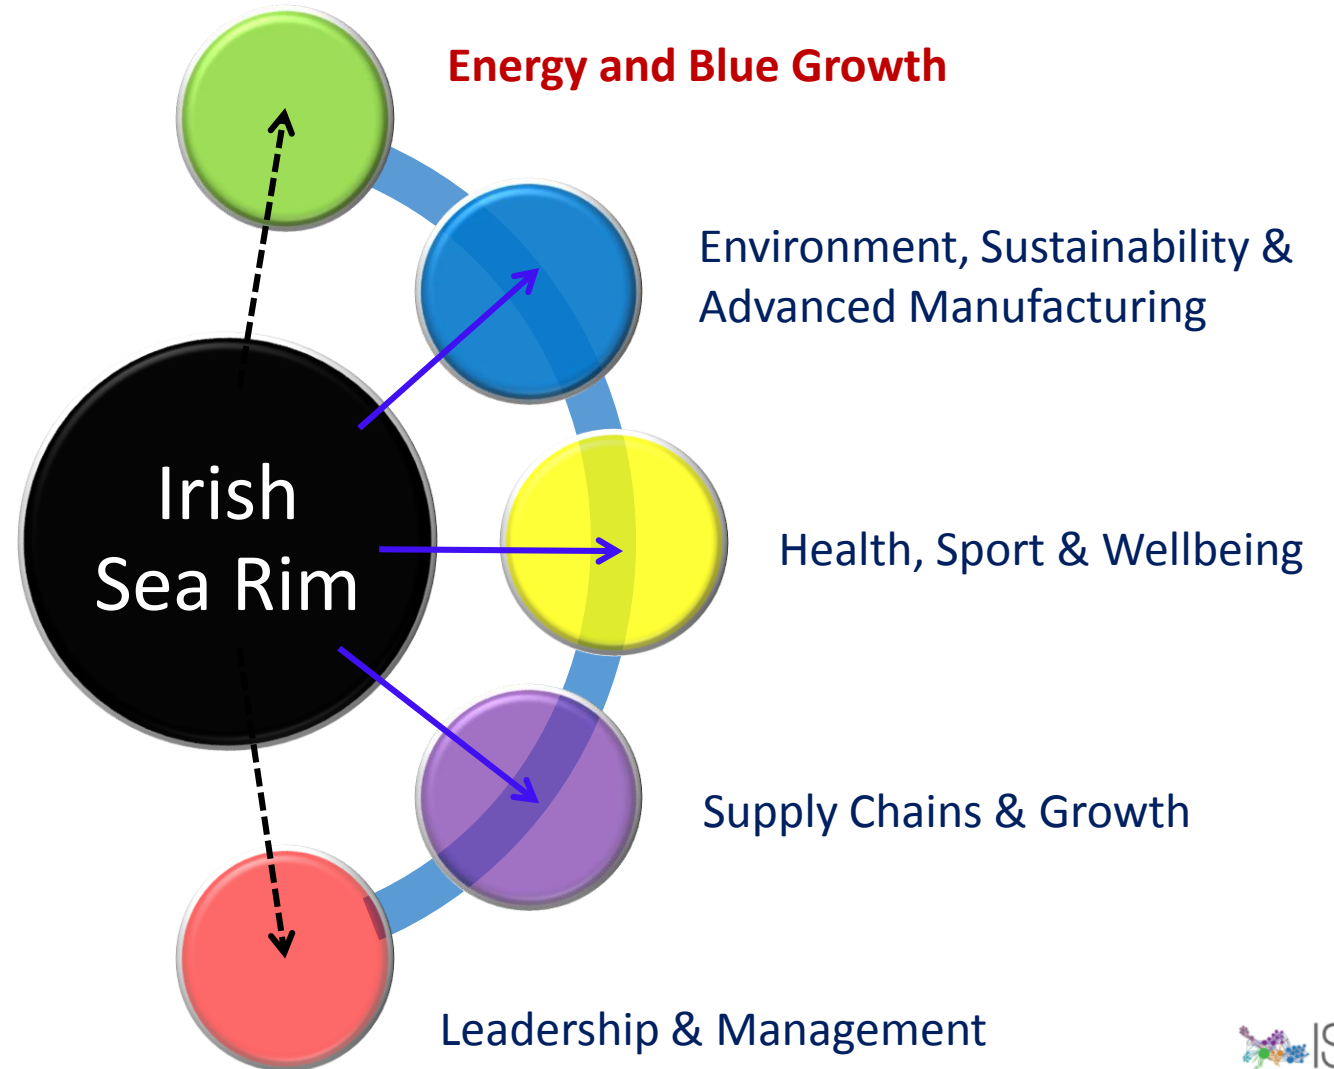 Energy and Blue Growth
Environment, Sustainability &
Advanced Manufacturing
Irish
Sea Rim
Health, Sport & Wellbeing
Supply Chains & Growth
Leadership & Management